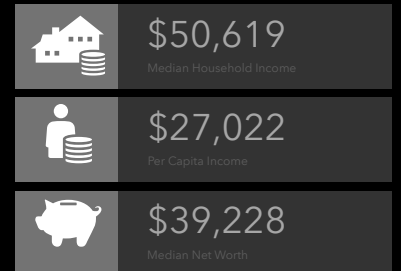 $50,619
Median Household Income
$27,022
Per Capita Income
$39,228
Median Net Worth